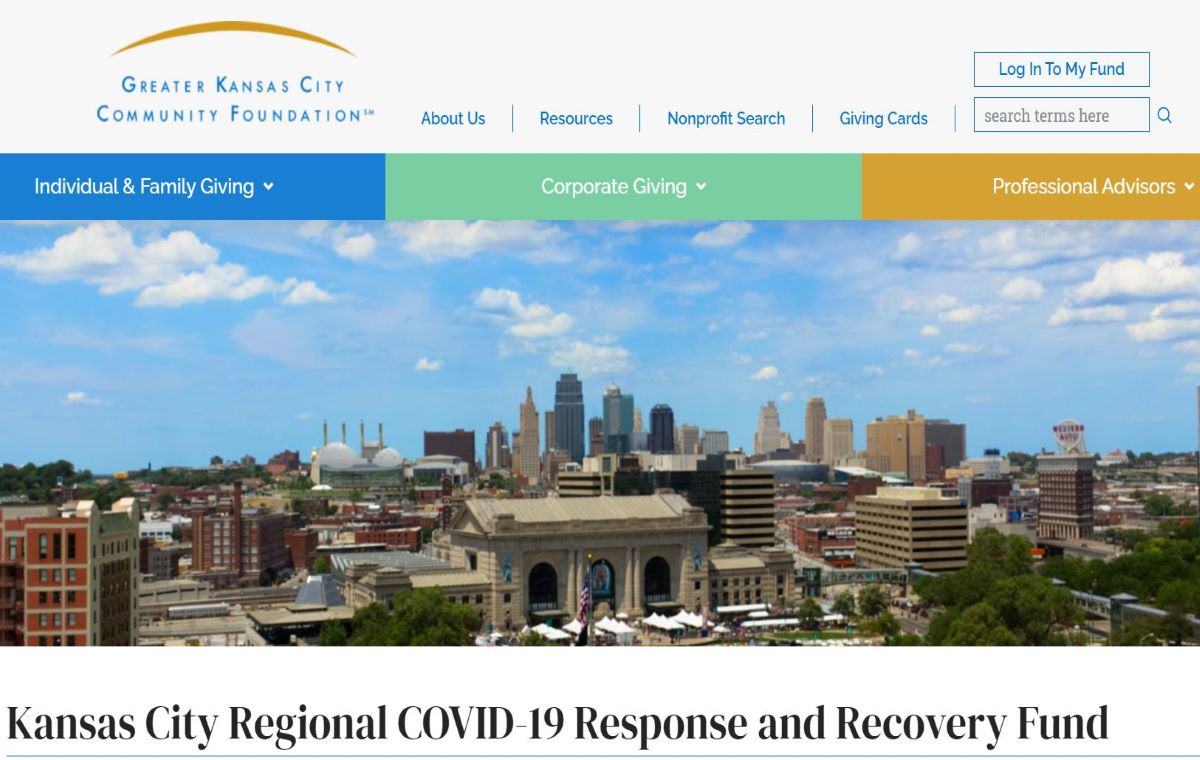 GREATER KANSAS CITY
COMMUNITY FOUNDATION℠
Log In To My Fund
About Us
Resources
Nonprofit Search
Giving Cards
search terms here
Individual & Family Giving
Corporate Giving
Professional Advisors
WESTERN
AUTO
Kansas City Regional COVID-19 Response and Recovery Fund